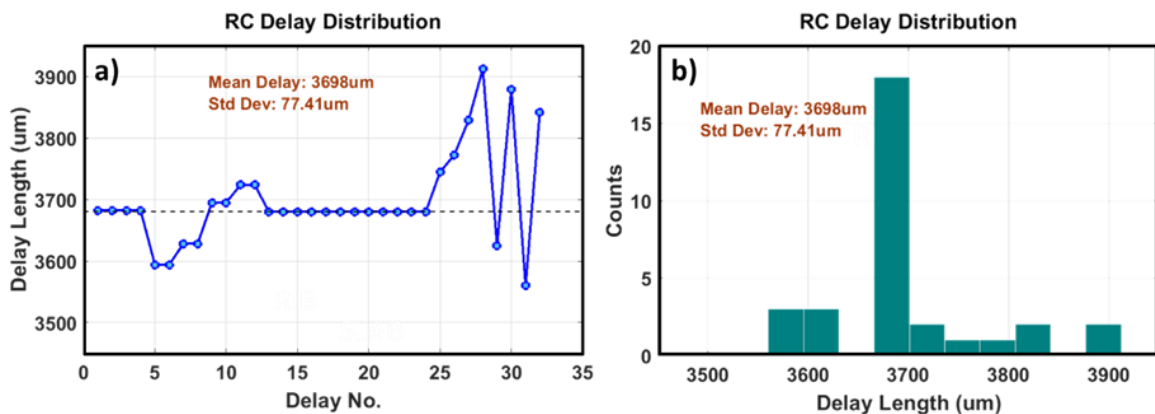 RC Delay Distribution
a)
Mean Delay: 3698um
Std Dev: 77.41um
Delay Length (um)
3900
3800
3700
3600
3500
0 5 10 15 20 25 30 35
Delay No.
RC Delay Distribution
b)
Mean Delay: 3698um
Std Dev: 77.41um
Counts
20
15
10
5
0
3500 3600 3700 3800 3900
Delay Length (um)